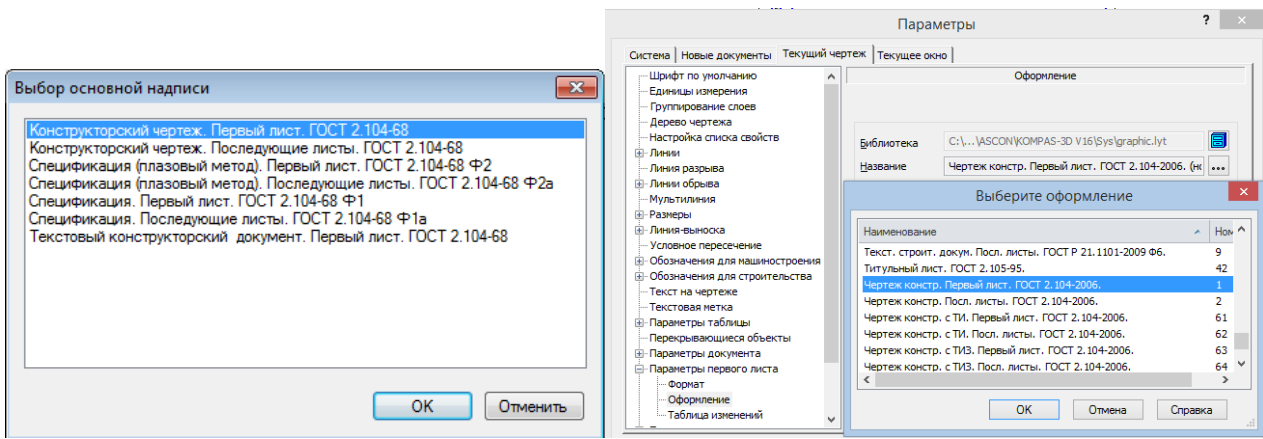 Выбор основной надписи
Конструкторский чертеж. Первый лист. ГОСТ 2.104-68
Конструкторский чертеж. Последующие листы. ГОСТ 2.104-68
Спецификация (плазовый метод). Первый лист. ГОСТ 2.104-68 Ф2
Спецификация (плазовый метод). Последующие листы. ГОСТ 2.104-68 Ф2а
Спецификация. Первый лист. ГОСТ 2.104-68 Ф1
Спецификация. Последующие листы. ГОСТ 2.104-68 Ф1а
Текстовый конструкторский документ. Первый лист. ГОСТ 2.104-68
OK
Отменить
Параметры
?
Система
Новые документы
Текущий чертеж
Текущее окно
Шрифт по умолчанию
Единицы измерения
Группирование слоев
Дерево чертежа
Настройка списка свойств
Линии
Линия разрыва
Линии обрыва
Мультилиния
Размеры
Линия-выноска
Условное пересечение
Обозначения для машиностроения
Обозначения для строительства
Текст на чертеже
Текстовая метка
Параметры таблицы
Перекрывающиеся объекты
Параметры документа
Параметры первого листа
Формат
Оформление
Таблица изменений
Оформление
Библиотека C:\...\ASCON\KOMPAS-3D V16\Sys\graphic.lyt
Название Чертеж констр. Первый лист. ГОСТ 2.104-2006. (но ...
Выберите оформление
Наименование Ном
Текст. строит. докум. Посл. листы. ГОСТ Р 21.1101-2009 Ф6. 9
Титульный лист. ГОСТ 2.105-95. 42
Чертеж констр. Первый лист. ГОСТ 2.104-2006. 1
Чертеж констр. Посл. листы. ГОСТ 2.104-2006. 2
Чертеж констр. с ТИ. Первый лист. ГОСТ 2.104-2006. 61
Чертеж констр. с ТИ. Посл. листы. ГОСТ 2.104-2006. 62
Чертеж констр. с ТИЗ. Первый лист. ГОСТ 2.104-2006. 63
Чертеж констр. с ТИЗ. Посл. листы. ГОСТ 2.104-2006. 64
OK
Отмена
Справка